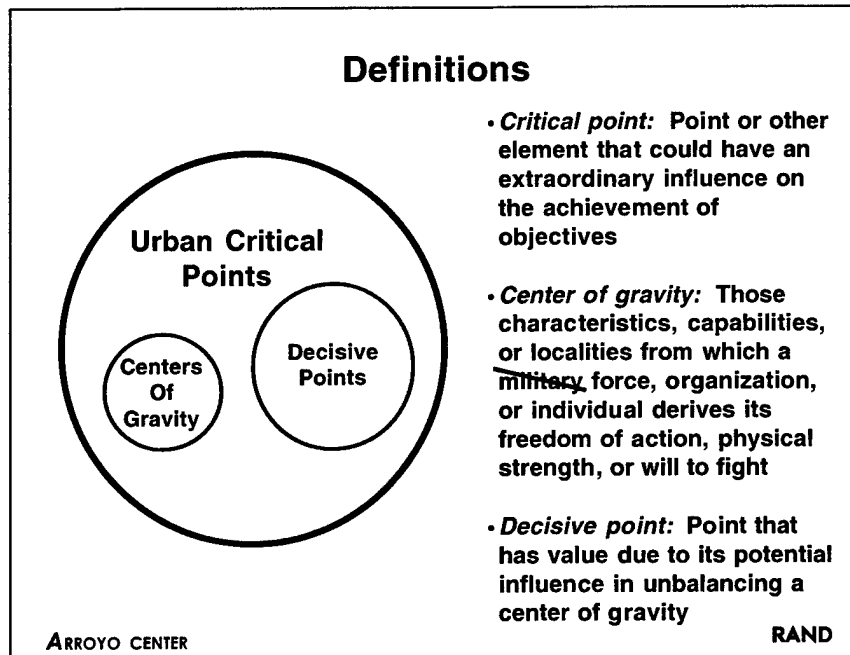 Definitions
Urban Critical
Points
Centers
Of
Gravity
Decisive
Points
• Critical point: Point or other
element that could have an
extraordinary influence on
the achievement of
objectives
• Center of gravity: Those
characteristics, capabilities,
or localities from which a
military force, organization,
or individual derives its
freedom of action, physical
strength, or will to fight
• Decisive point: Point that
has value due to its potential
influence in unbalancing a
center of gravity
ARROYO CENTER
RAND